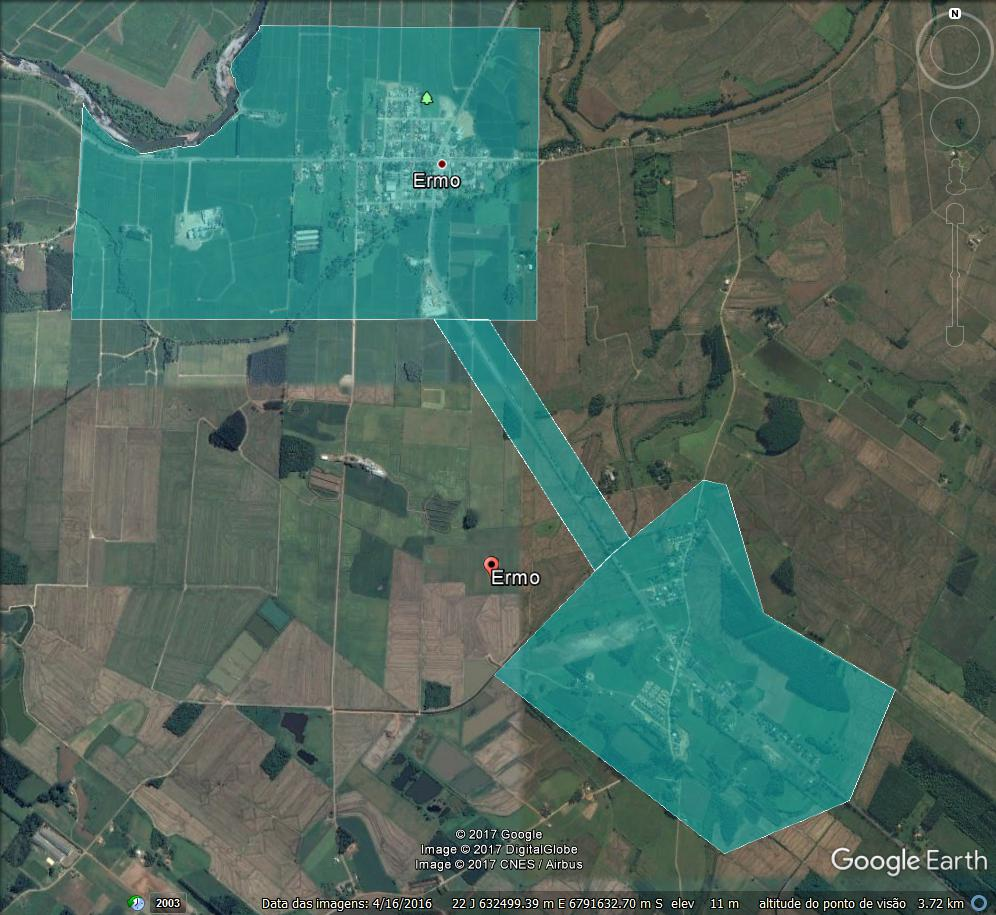 N
Ermo
Ermo
© 2017 Google
Image © 2017 DigitalGlobe
Image © 2017 CNES / Airbus
Google Earth
2003 Data das imagens: 4/16/2016 22 J 632499.39 m E 6791632.70 m S elev 11 m altitude do ponto de visão 3.72 km